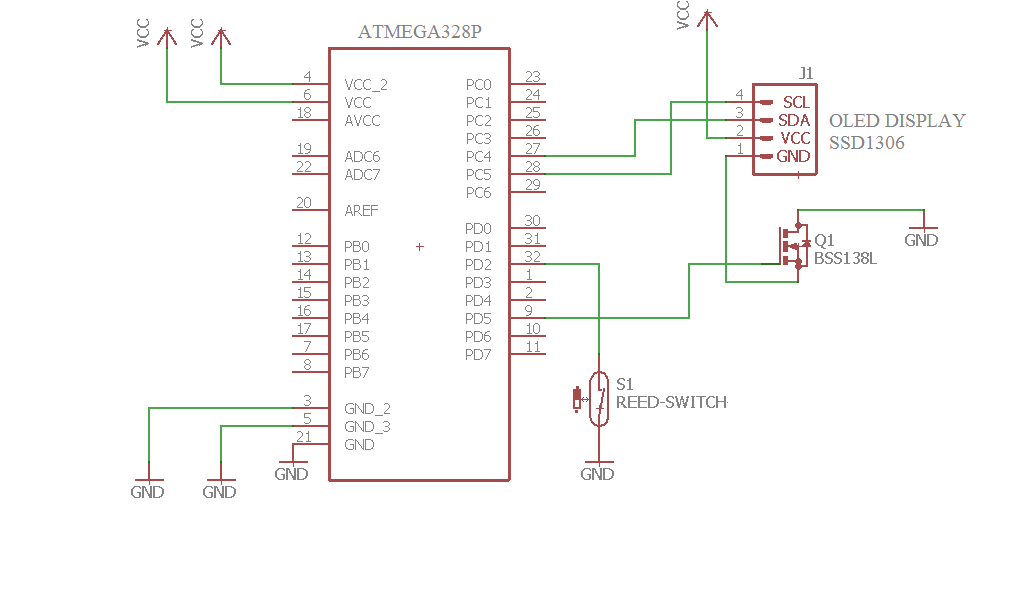 VCC
VCC
VCC
ATMEGA328P
4 VCC_2 PC0 23
6 VCC PC1 24
18 AVCC PC2 25
PC3 26
19 ADC6 PC4 27
22 ADC7 PC5 28
PC6 29
20 AREF
PD0 30
12 PB0 PD1 31
13 PB1 PD2 32
14 PB2 PD3 1
15 PB3 PD4 2
16 PB4 PD5 9
17 PB5 PD6 10
7 PB6 PD7 11
8 PB7
3 GND_2
5 GND_3
21 GND
GND
GND
GND
J1
4 SCL
3 SDA
2 VCC
1 GND
OLED DISPLAY
SSD1306
Q1
BSS138L
GND
S1
REED-SWITCH
GND